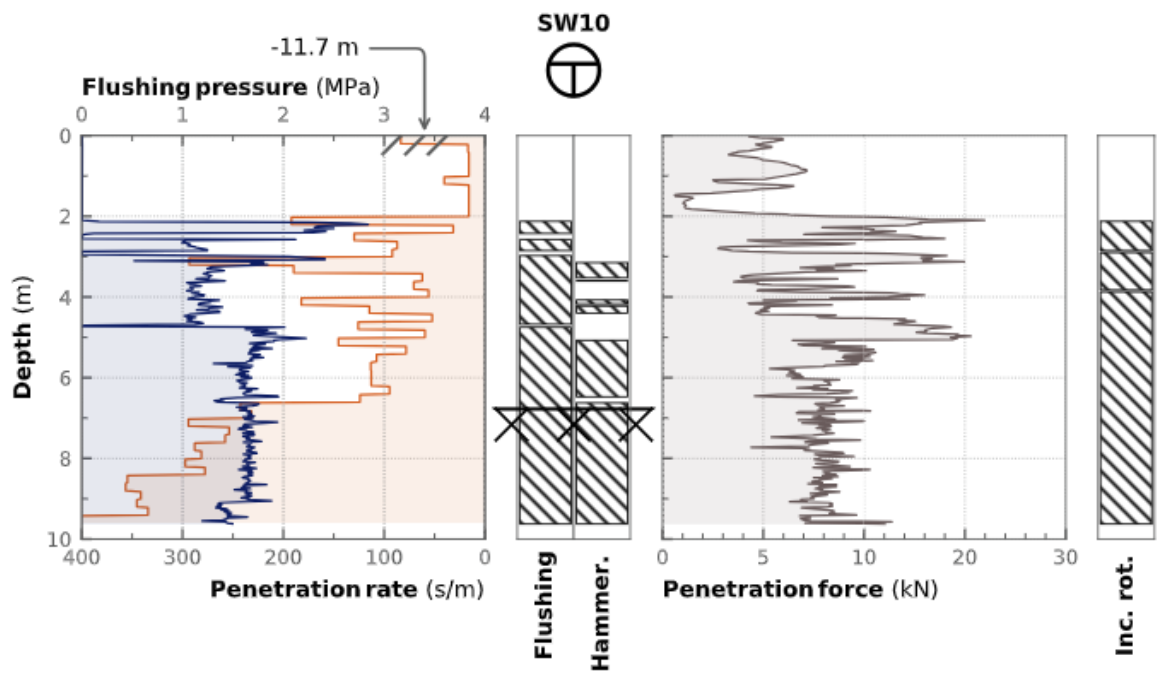 SW10
-11.7 m
Flushing pressure (MPa)
0 1 2 3 4
0
2
4
6
8
10
Depth (m)
400 300 200 100 0
Penetration rate (s/m)
Flushing
Hammer.
0 5 10 20 30
Penetration force (kN)
Inc. rot.